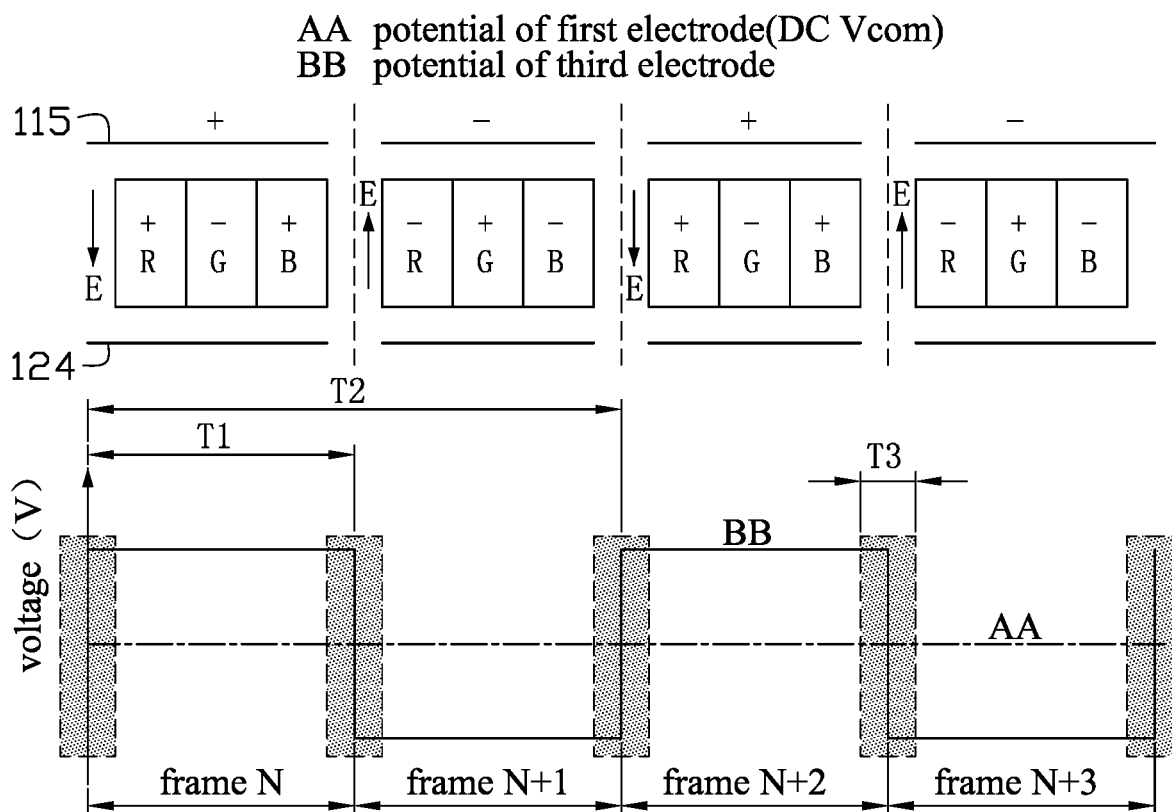 AA potential of first electrode(DC Vcom)
BB potential of third electrode
115 + − + −
E E E E
+ − + − + − + − + − + −
R G B R G B R G B R G B
124
T2
T1
T3
voltage (V)
BB
AA
frame N frame N+1 frame N+2 frame N+3